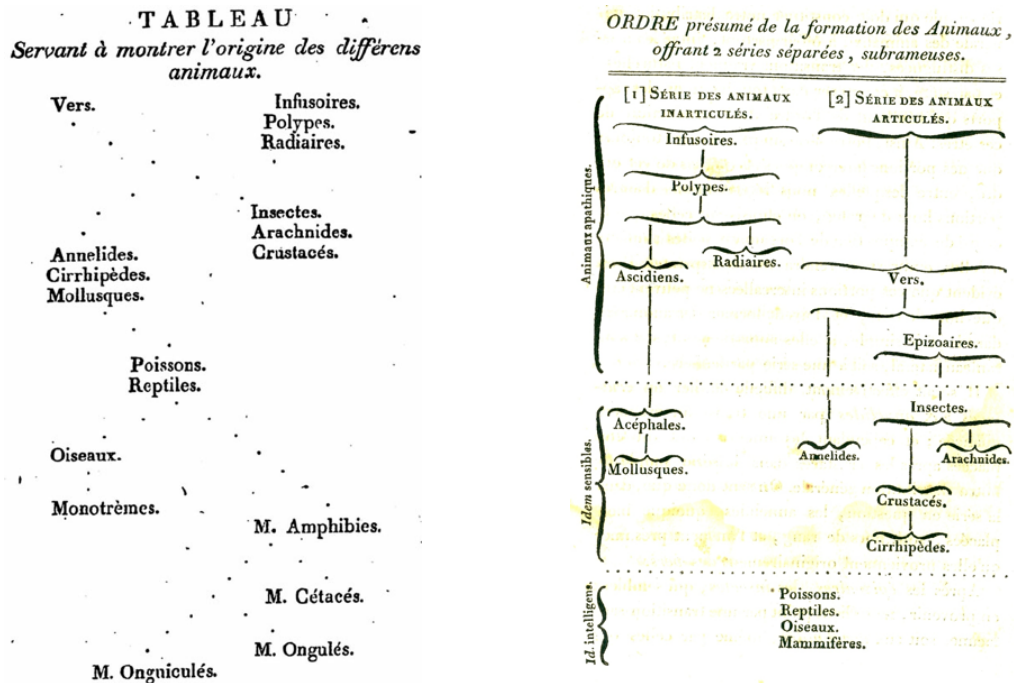 TABLEAU
Servant à montrer l'origine des différens
animaux.
Vers.
Infusoires.
Polypes.
Radiaires.
Insectes.
Arachnides.
Crustacés.
Annelides.
Cirrhipèdes.
Mollusques.
Poissons.
Reptiles.
Oiseaux.
Monotrèmes.
M. Amphibies.
M. Cétacés.
M. Ongulés.
M. Onguiculés.
ORDRE présumé de la formation des Animaux,
offrant 2 séries séparées, subrameuses.
[1] SÉRIE DES ANIMAUX
INARTICULÉS.
[2] SÉRIE DES ANIMAUX
ARTICULÉS.
Animaux apathiques.
Infusoires.
Polypes.
Radiaires.
Ascidiens.
Vers.
Epizoaires.
Idem sensibles.
Acéphales.
Mollusques.
Annelides.
Insectes.
Arachnides.
Crustacés.
Cirrhipèdes.
Id. intelligens.
Poissons.
Reptiles.
Oiseaux.
Mammifères.